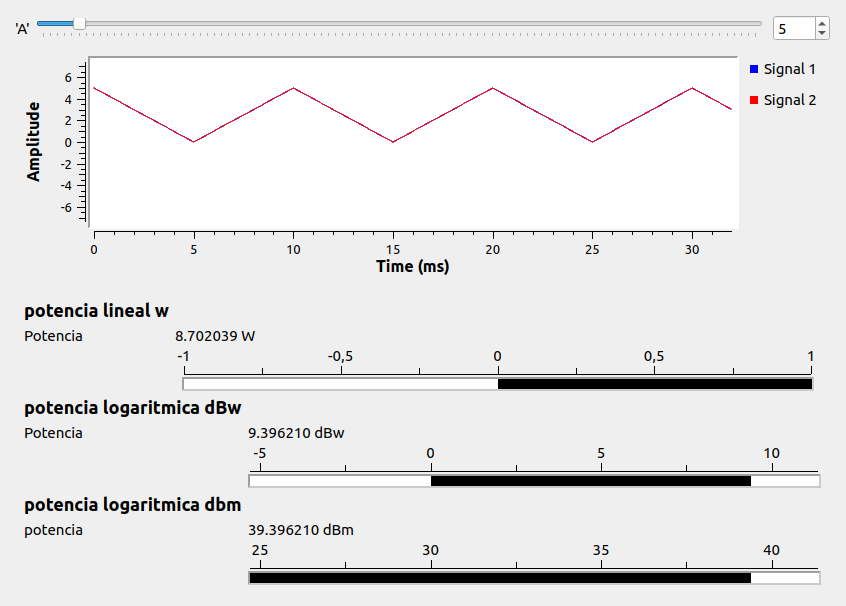 'A' 5
Signal 1
Signal 2
Amplitude
6
4
2
0
-2
-4
-6
0 5 10 15 20 25 30
Time (ms)
potencia lineal w
Potencia 8.702039 W
-1 -0,5 0 0,5 1
potencia logaritmica dBw
Potencia 9.396210 dBw
-5 0 5 10
potencia logaritmica dbm
potencia 39.396210 dBm
25 30 35 40